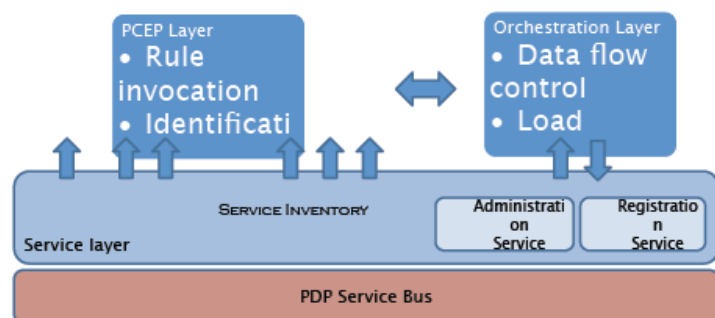 PCEP Layer
• Rule
invocation
• Identificati
Orchestration Layer
• Data flow
control
• Load
SERVICE INVENTORY
Administrati
on
Service
Registratio
n
Service
Service layer
PDP Service Bus